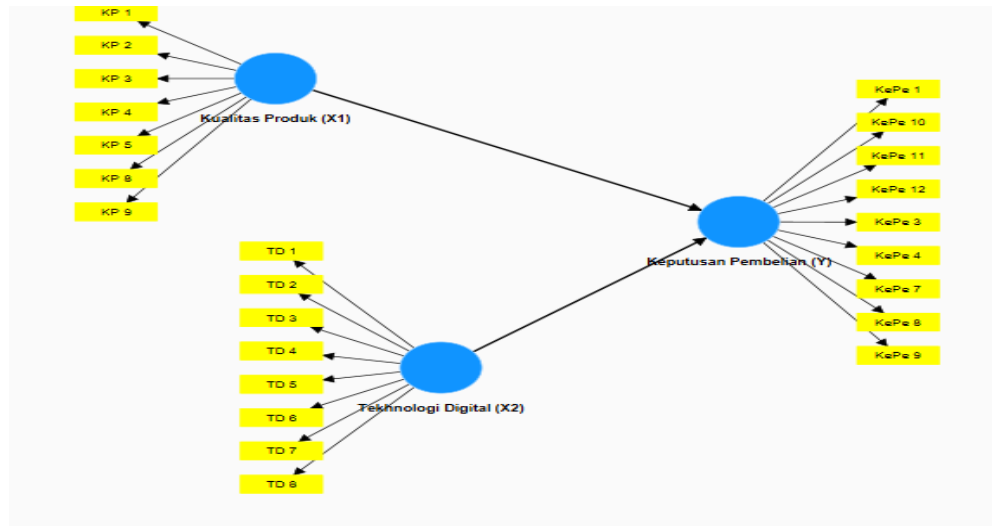 KP 1
KP 2
KP 3
KP 4
KP 5
KP 8
KP 9
Kualitas Produk (X1)
TD 1
TD 2
TD 3
TD 4
TD 5
TD 6
TD 7
TD 8
Tekhnologi Digital (X2)
Keputusan Pembelian (Y)
KePe 1
KePe 10
KePe 11
KePe 12
KePe 3
KePe 4
KePe 7
KePe 8
KePe 9